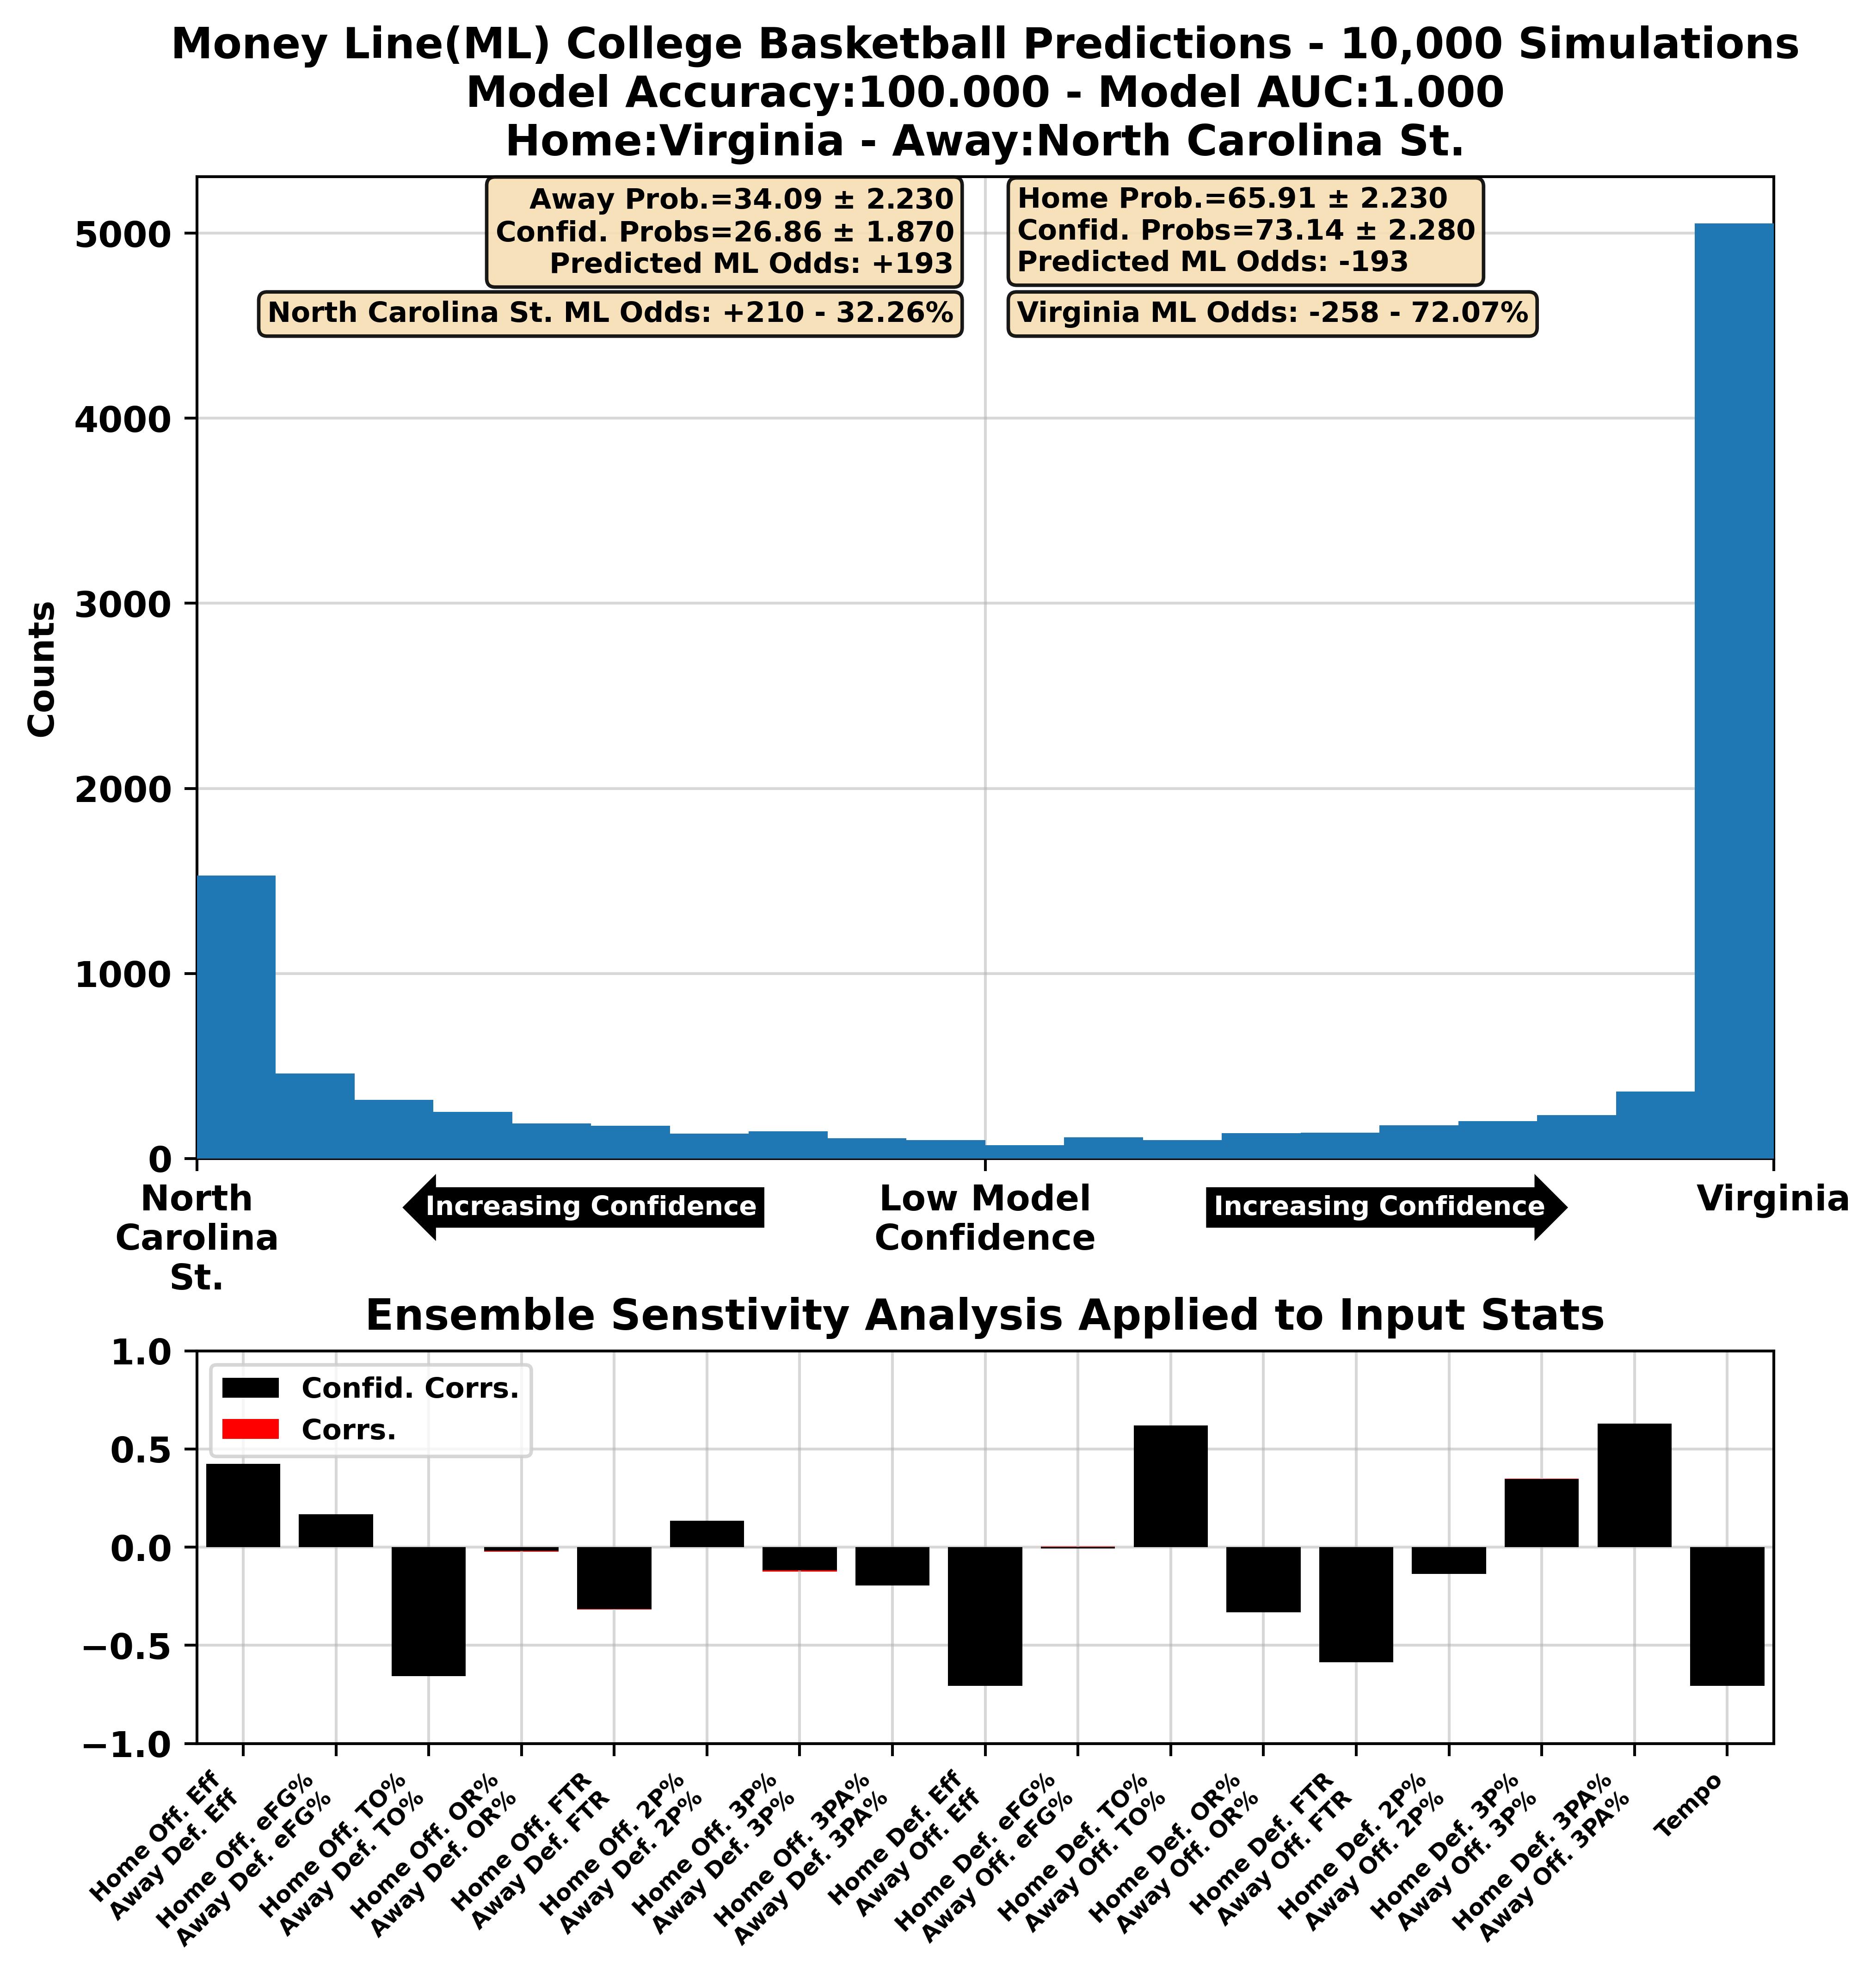 Money Line(ML) College Basketball Predictions - 10,000 Simulations
Model Accuracy:100.000 - Model AUC:1.000
Home:Virginia - Away:North Carolina St.
Away Prob.=34.09 ± 2.230
Confid. Probs=26.86 ± 1.870
Predicted ML Odds: +193
North Carolina St. ML Odds: +210 - 32.26%
Home Prob.=65.91 ± 2.230
Confid. Probs=73.14 ± 2.280
Predicted ML Odds: -193
Virginia ML Odds: -258 - 72.07%
Counts
5000
4000
3000
2000
1000
0
North
Carolina
St.
Increasing Confidence
Low Model
Confidence
Increasing Confidence
Virginia
Ensemble Senstivity Analysis Applied to Input Stats
Confid. Corrs.
Corrs.
1.0
0.5
0.0
−0.5
−1.0
Home Off. Eff
Away Def. Eff
Home Off. eFG%
Away Def. eFG%
Home Off. TO%
Away Def. TO%
Home Off. OR%
Away Def. OR%
Home Off. FTR
Away Def. FTR
Home Off. 2P%
Away Def. 2P%
Home Off. 3P%
Away Def. 3P%
Home Off. 3PA%
Away Def. 3PA%
Home Def. Eff
Away Off. Eff
Home Def. eFG%
Away Off. eFG%
Home Def. TO%
Away Off. TO%
Home Def. OR%
Away Off. OR%
Home Def. FTR
Away Off. FTR
Home Def. 2P%
Away Off. 2P%
Home Def. 3P%
Away Off. 3P%
Home Def. 3PA%
Away Off. 3PA%
Tempo